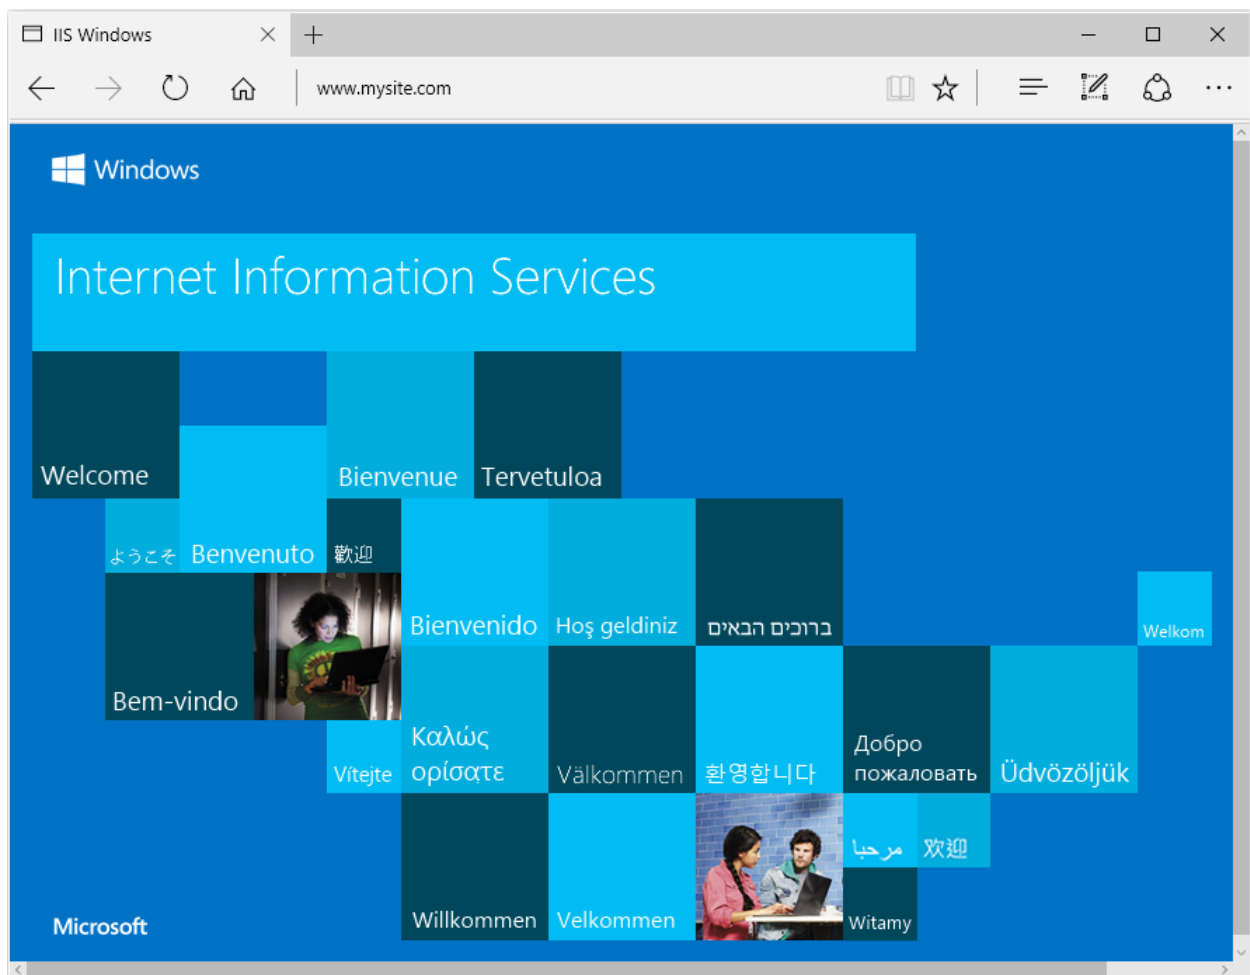 IIS Windows
www.mysite.com
Windows
Internet Information Services
Welcome
Bienvenue
Tervetuloa
ようこそ
Benvenuto
歡迎
Bienvenido
Hoş geldiniz
ברוכים הבאים
Welkom
Bem-vindo
Vítejte
Καλώς
ορίσατε
Välkommen
환영합니다
Добро
пожаловать
Üdvözöljük
Willkommen
Velkommen
مرحبا
欢迎
Witamy
Microsoft